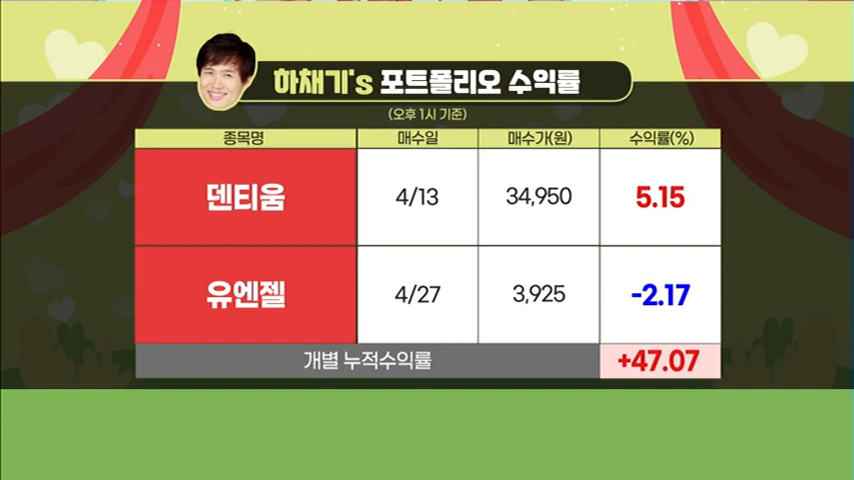 하채기's 포트폴리오 수익률
(오후 1시 기준)
종목명 매수일 매수가(원) 수익률(%)
덴티움 4/13 34,950 5.15
유엔젤 4/27 3,925 -2.17
개별 누적수익률 +47.07